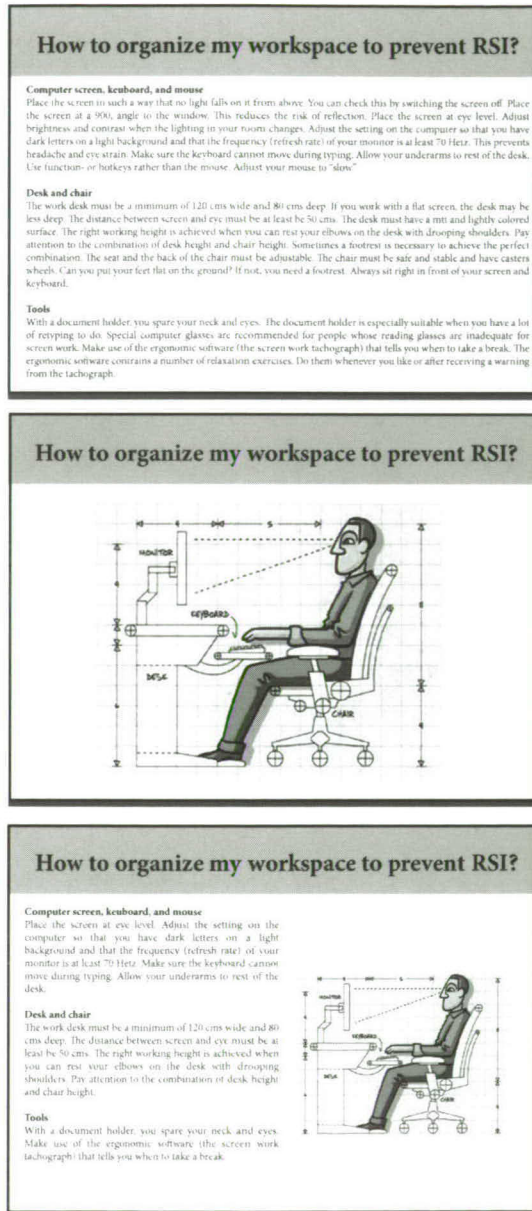 How to organize my workspace to prevent RSI?
Computer screen, keuboard, and mouse
Place the screen in such a way that no light falls on it from above. You can check this by switching the screen off. Place
the screen at a 900, angle to the window. This reduces the risk of reflection. Place the screen at eye level. Adjust
brightness and contrast when the lighting in your room changes. Adjust the setting on the computer so that you have
dark letters on a light background and that the frequency (refresh rate) of your monitor is at least 70 Hetz. This prevents
headache and eye strain. Make sure the keyboard cannot move during typing. Allow your underarms to rest of the desk.
Use function- or hotkeys rather than the mouse. Adjust your mouse to "slow"
Desk and chair
The work desk must be a minimum of 120 cms wide and 80 cms deep. If you work with a flat screen, the desk may be
less deep. The distance between screen and eye must be at least be 50 cms. The desk must have a and lightly colored
surface. The right working height is achieved when you can rest your elbows on the desk with drooping shoulders. Pay
attention to the combination of desk height and chair height. Sometimes a footrest is necessary to achieve the perfect
combination. The seat and the back of the chair must be adjustable. The chair must be safe and stable and have casters
wheels. Can you put your feet flat on the ground? If not, you need a footrest. Always sit right in front of your screen and
keyboard.
Tools
With a document holder, you spare your neck and eyes. The document holder is especially suitable when you have a lot
of retyping to do. Special computer glasses are recommended for people whose reading glasses are inadequate for
screen work. Make use of the ergonomic software (the screen work tachograph) that tells you when to take a break. The
ergonomic software contrains a number of relaxation exercises. Do them whenever you like or after receiving a warning
from the tachograph.
How to organize my workspace to prevent RSI?
MONITOR
KEYBOARD
DESK
CHAIR
How to organize my workspace to prevent RSI?
Computer screen, keuboard, and mouse
Place the screen at eye level. Adjust the setting on the
computer so that you have dark letters on a light
background and that the frequency (refresh rate) of your
monitor is at least 70 Hetz. Make sure the keyboard cannot
move during typing. Allow your underarms to rest of the
desk.
Desk and chair
The work desk must be a minimum of 120 cms wide and 80
cms deep. The distance between screen and eye must be at
least be 50 cms. The right working height is achieved when
you can rest your elbows on the desk with drooping
shoulders. Pay attention to the combination of desk height
and chair height.
Tools
With a document holder, you spare your neck and eyes.
Make use of the ergonomic software (the screen work
tachograph) that tells you when to take a break.
MONITOR
KEYBOARD
DESK
CHAIR